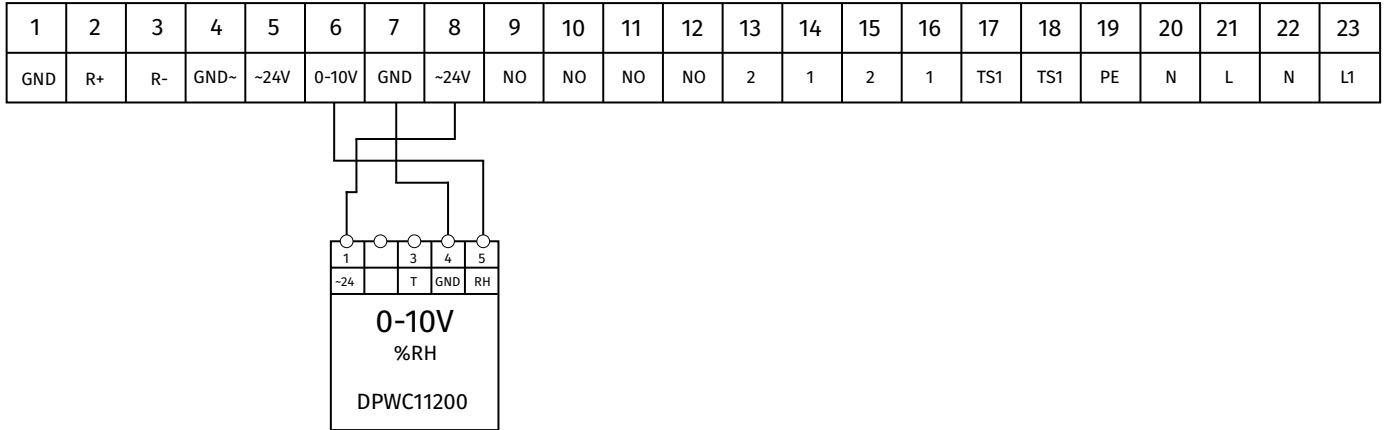 1 2 3 4 5 6 7 8 9 10 11 12 13 14 15 16 17 18 19 20 21 22 23
GND R+ R- GND~ ~24V 0-10V GND ~24V NO NO NO NO 2 1 2 1 TS1 TS1 PE N L N L1
1 3 4 5
~24 T GND RH
0-10V
%RH
DPWC11200